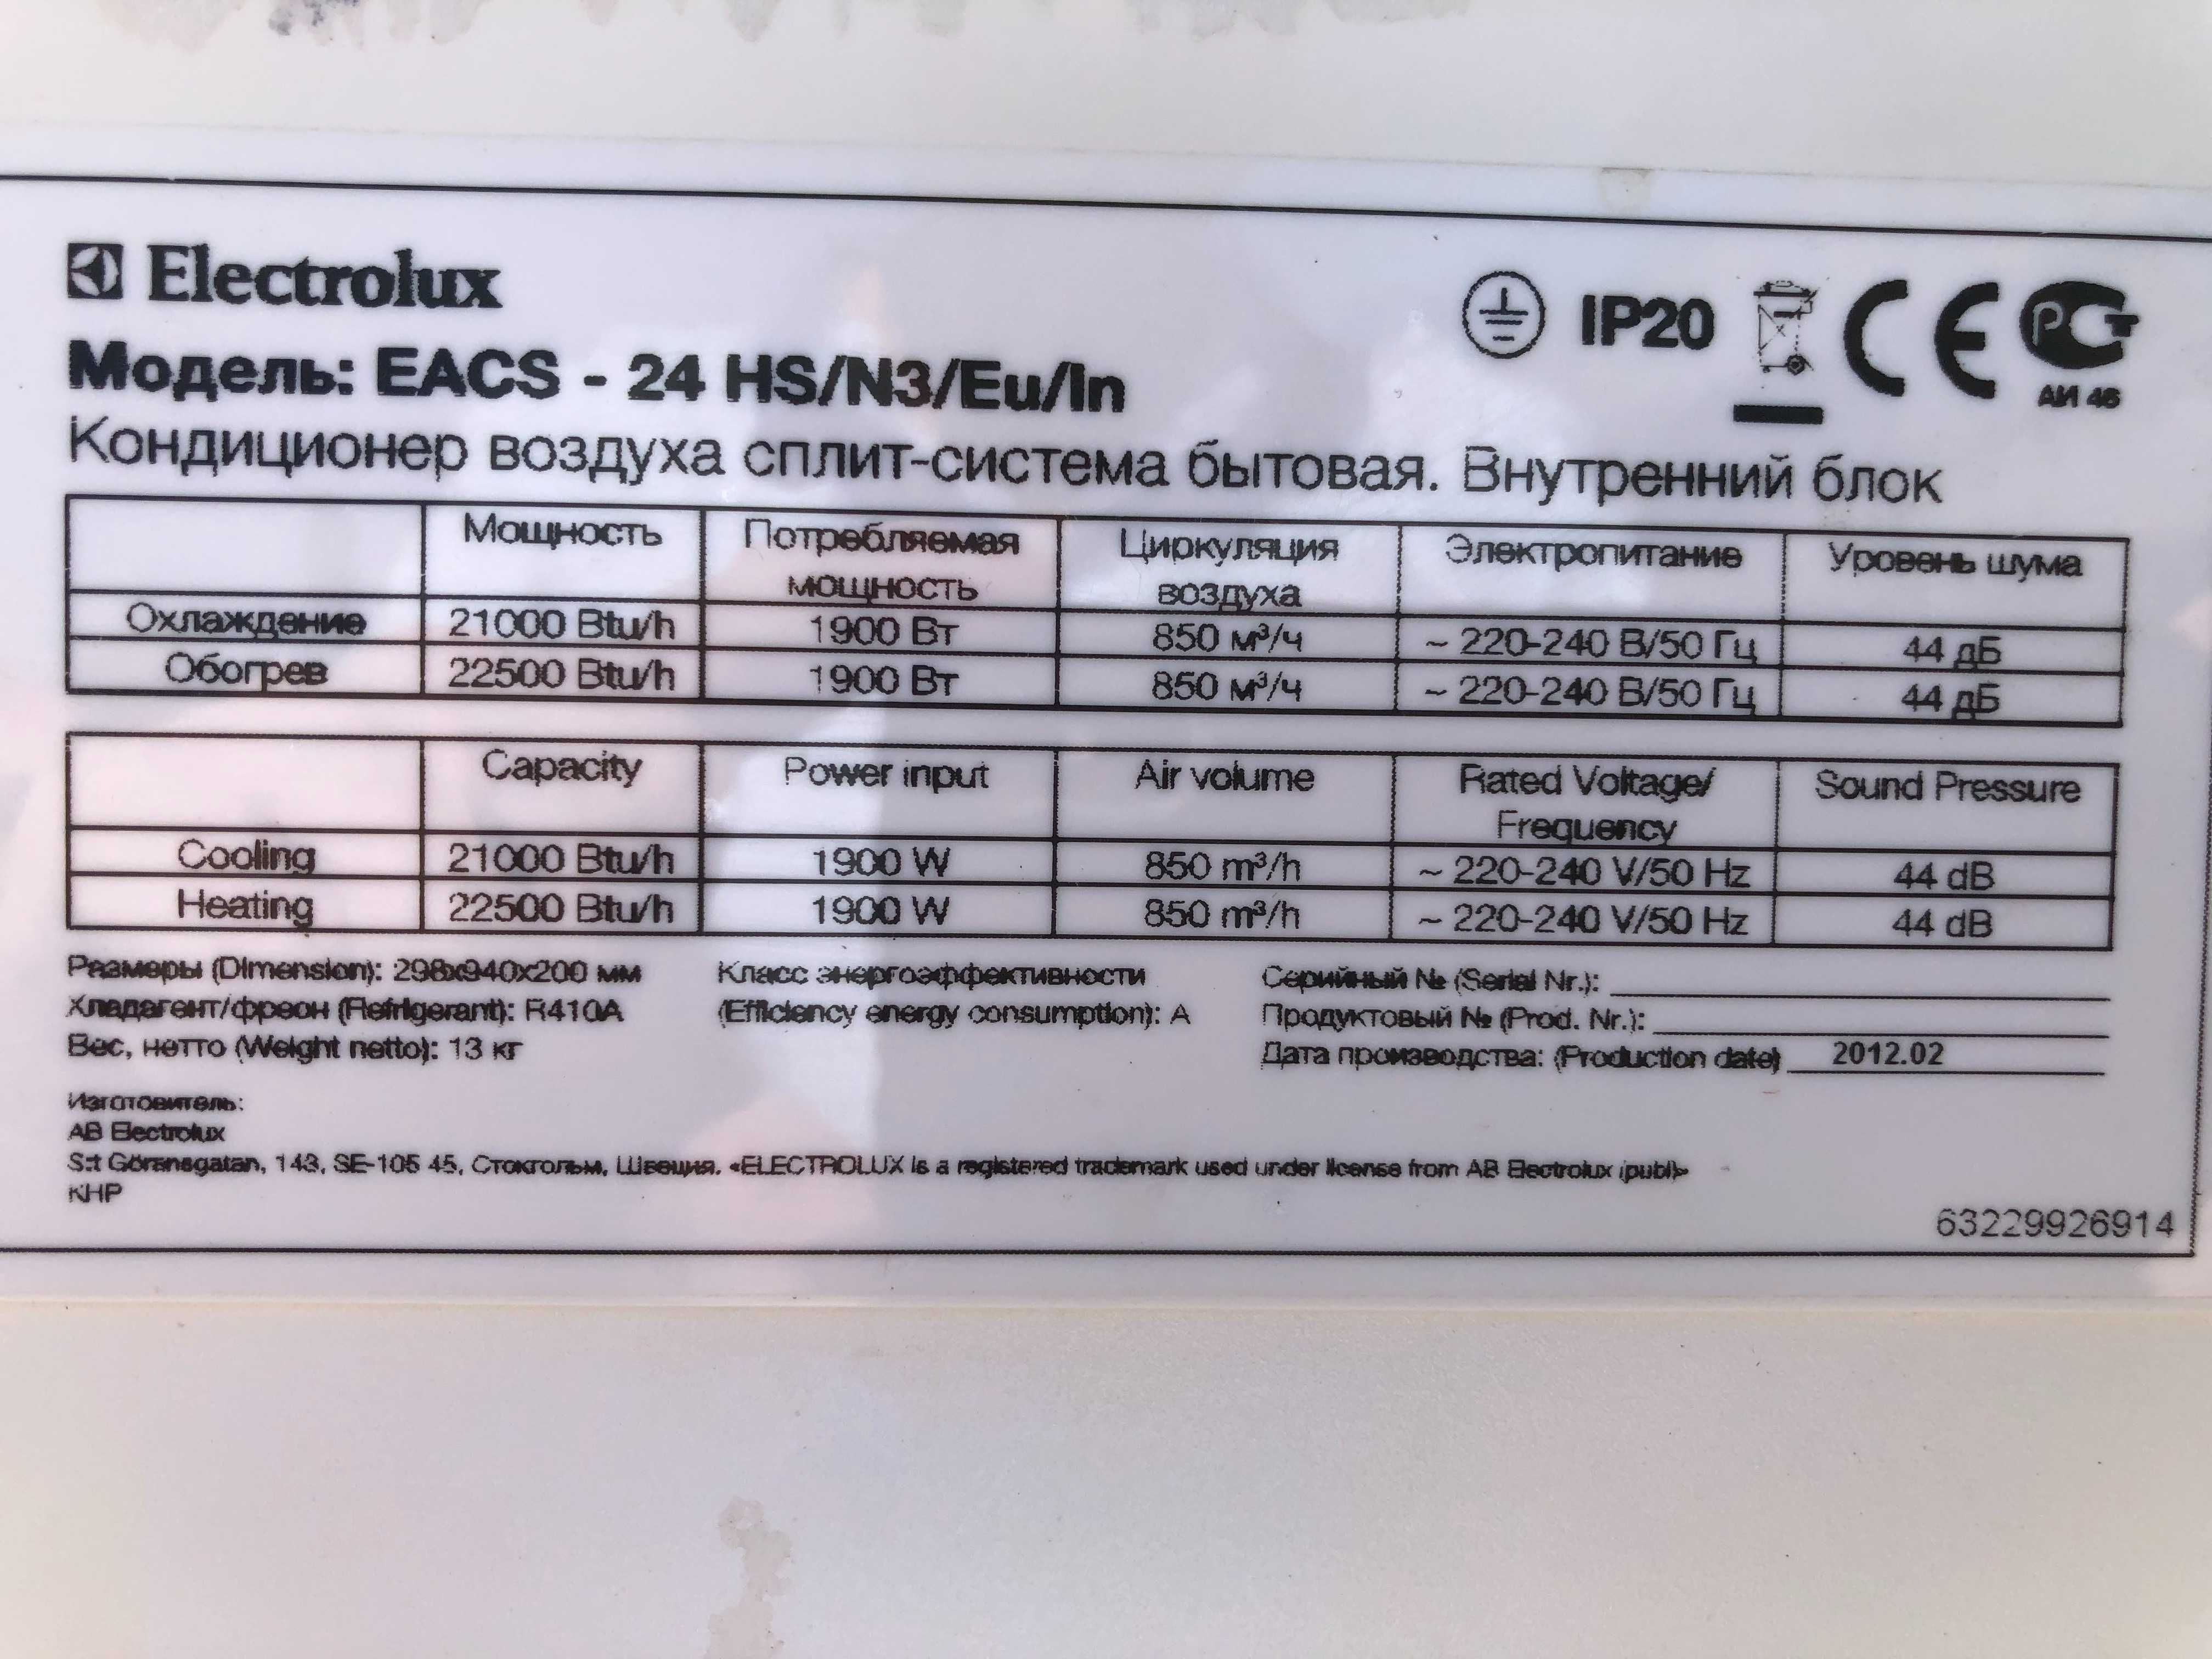 Electrolux
IP20
CE
АИ 46
Модель: EACS - 24 HS/N3/Eu/In
Кондиционер воздуха сплит-система бытовая. Внутренний блок
Мощность Потребляемая мощность Циркуляция воздуха Электропитание Уровень шума
Охлаждение 21000 Btu/h 1900 Вт 850 м³/ч ~ 220-240 В/50 Гц 44 дБ
Обогрев 22500 Btu/h 1900 Вт 850 м³/ч ~ 220-240 В/50 Гц 44 дБ
Capacity Power input Air volume Rated Voltage/ Frequency Sound Pressure
Cooling 21000 Btu/h 1900 W 850 m³/h ~ 220-240 V/50 Hz 44 dB
Heating 22500 Btu/h 1900 W 850 m³/h ~ 220-240 V/50 Hz 44 dB
Размеры (Dimension): 298x940x200 мм
Хладагент/фреон (Refrigerant): R410A
Вес, нетто (Weight netto): 13 кг
Класс энергоэффективности
(Efficiency energy consumption): A
Серийный № (Serial Nr.):
Продуктовый № (Prod. Nr.):
Дата производства: (Production date) 2012.02
Изготовитель:
AB Electrolux
S:t Göransgatan, 143, SE-105 45, Стокгольм, Швеция. «ELECTROLUX is a registered trademark used under license from AB Electrolux (publ)»
КНР
63229926914